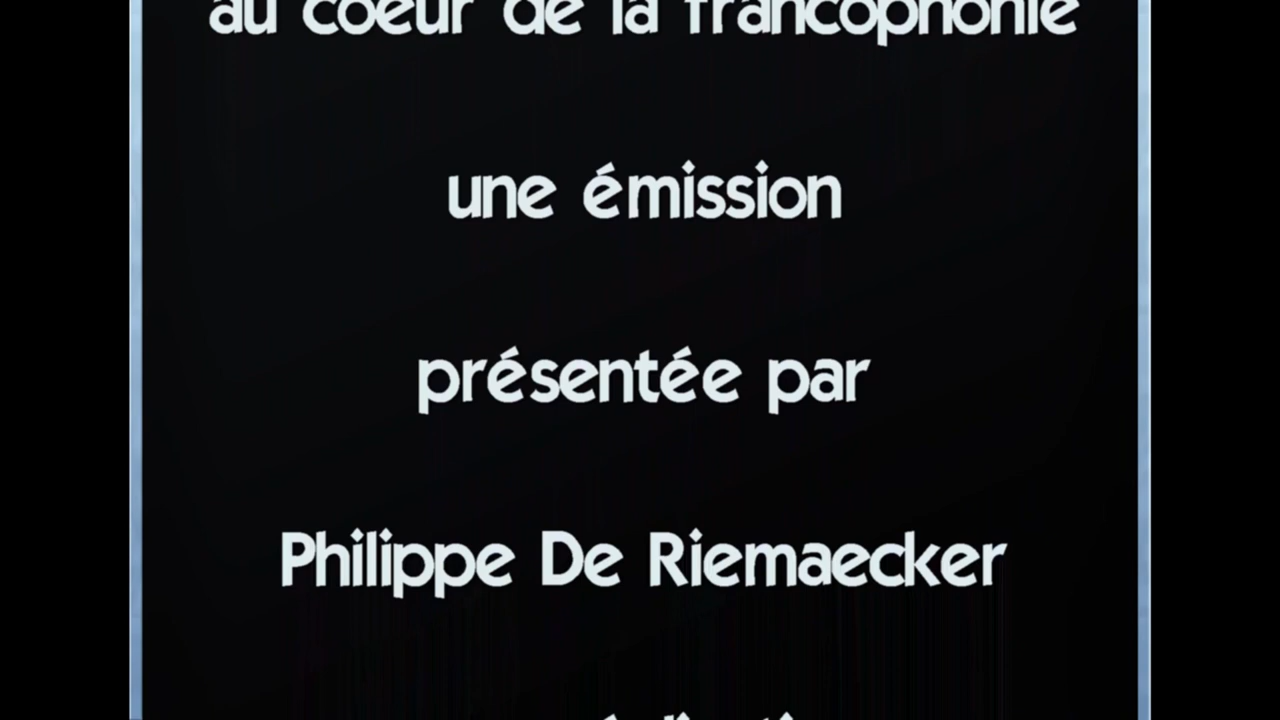 au coeur de la francophonie
une émission
présentée par
Philippe De Riemaecker